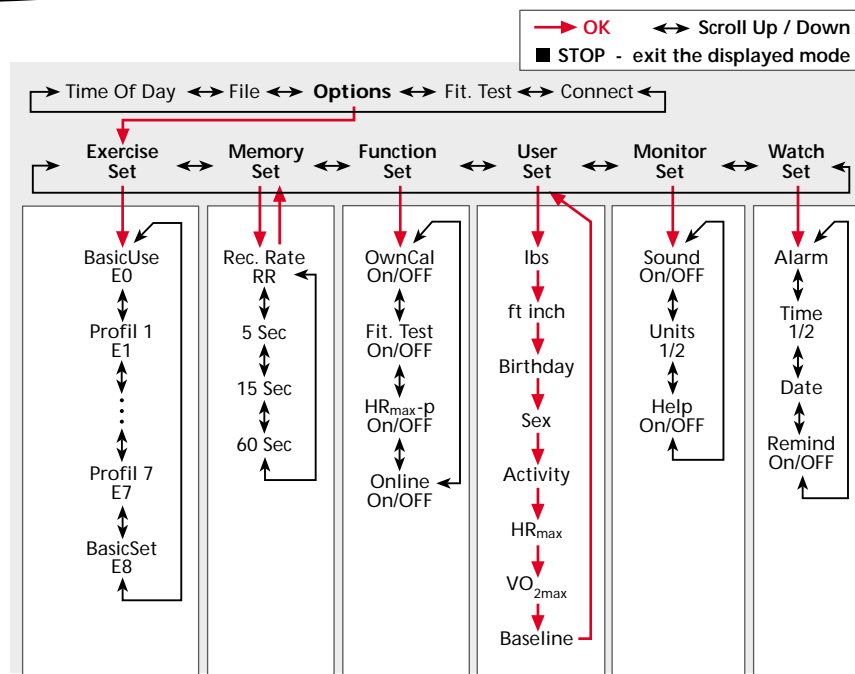 OK Scroll Up / Down
STOP - exit the displayed mode
Time Of Day File Options Fit. Test Connect
Exercise Set
Memory Set
Function Set
User Set
Monitor Set
Watch Set
BasicUse
E0
Profil 1
E1
Profil 7
E7
BasicSet
E8
Rec. Rate
RR
5 Sec
15 Sec
60 Sec
OwnCal
On/OFF
Fit. Test
On/OFF
HRmax-p
On/OFF
Online
On/OFF
lbs
ft inch
Birthday
Sex
Activity
HRmax
VO2max
Baseline
Sound
On/OFF
Units
1/2
Help
On/OFF
Alarm
Time
1/2
Date
Remind
On/OFF